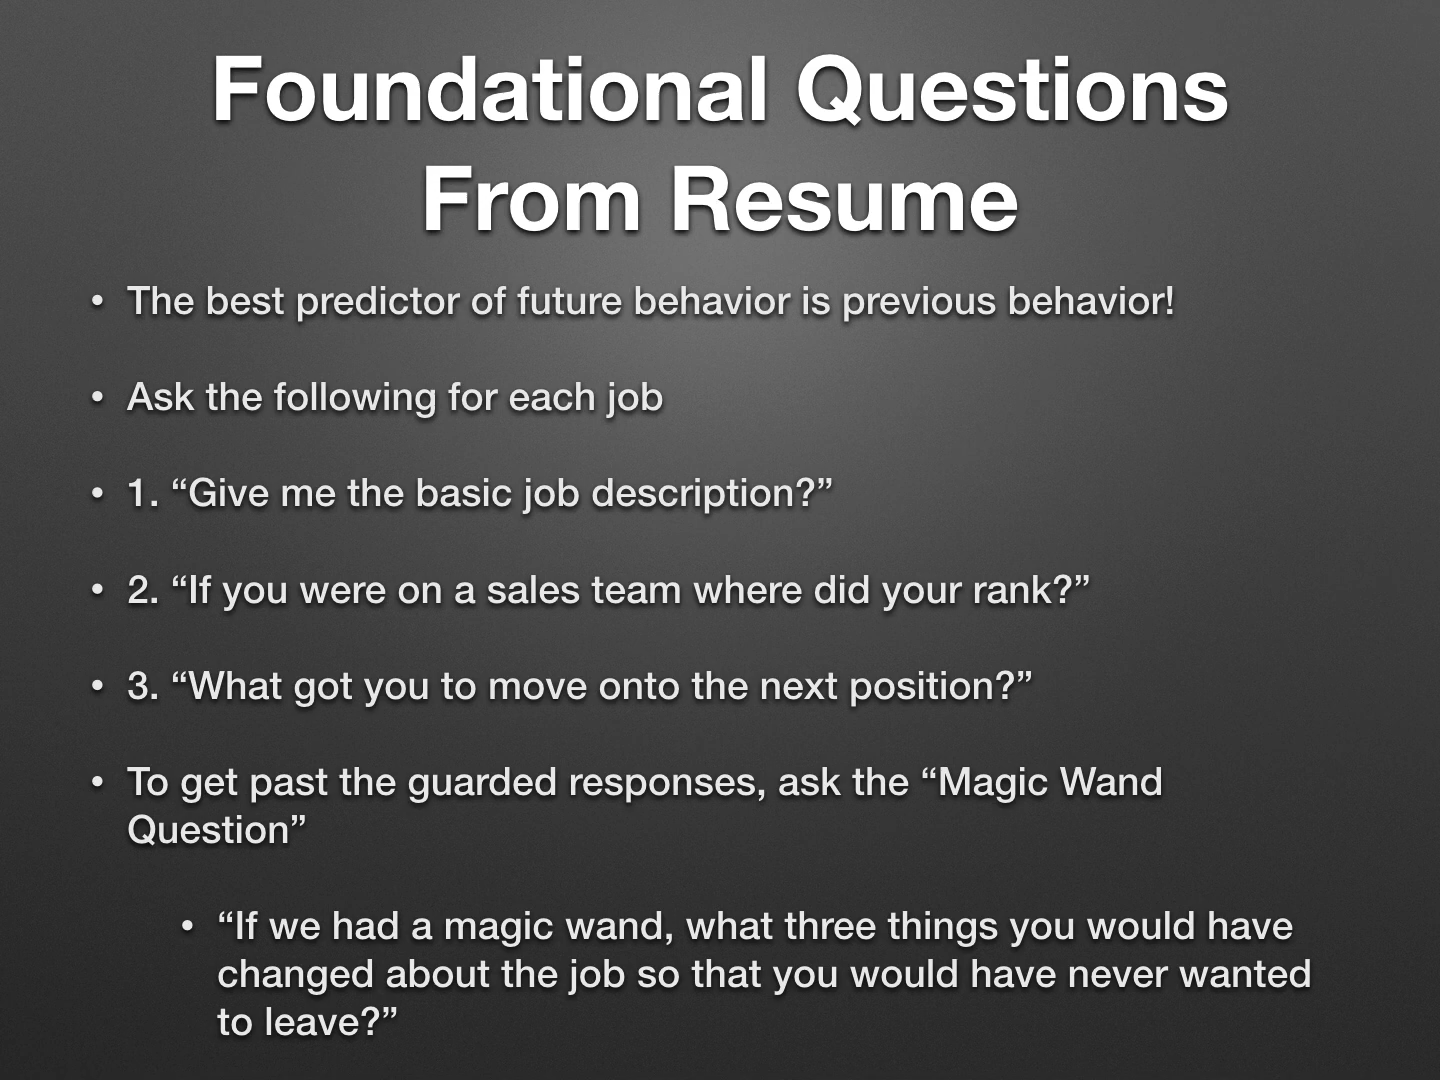 Foundational Questions
From Resume
• The best predictor of future behavior is previous behavior!
• Ask the following for each job
• 1. “Give me the basic job description?”
• 2. “If you were on a sales team where did your rank?”
• 3. “What got you to move onto the next position?”
• To get past the guarded responses, ask the “Magic Wand
Question”
• “If we had a magic wand, what three things you would have
changed about the job so that you would have never wanted
to leave?”